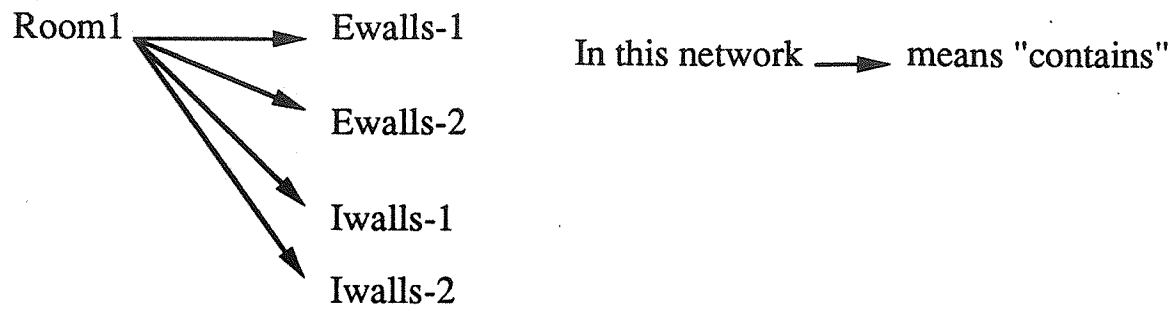 Room1
Ewalls-1
Ewalls-2
Iwalls-1
Iwalls-2
In this network means "contains"